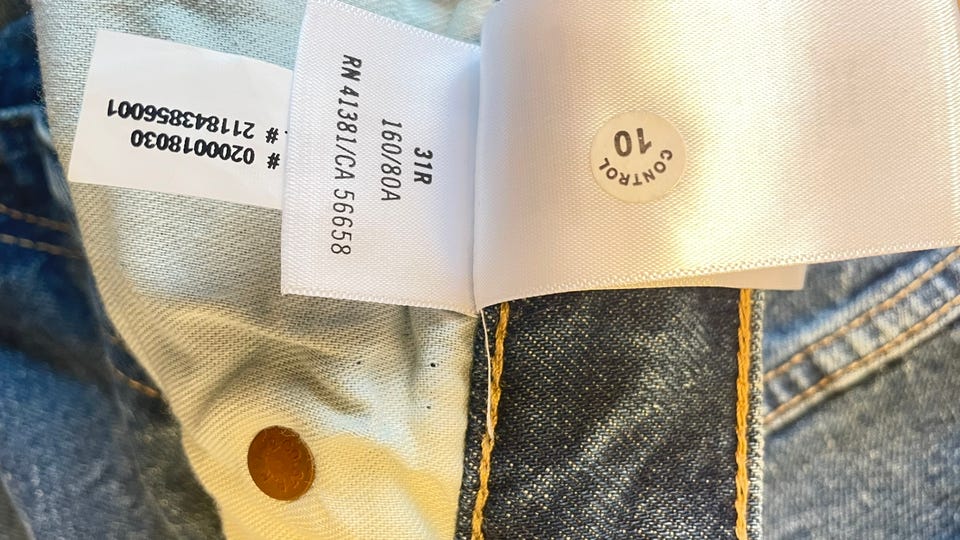 # 0200018030
# 211843856001
31R
160/80A
RN 41381/CA 56658
CONTROL
10